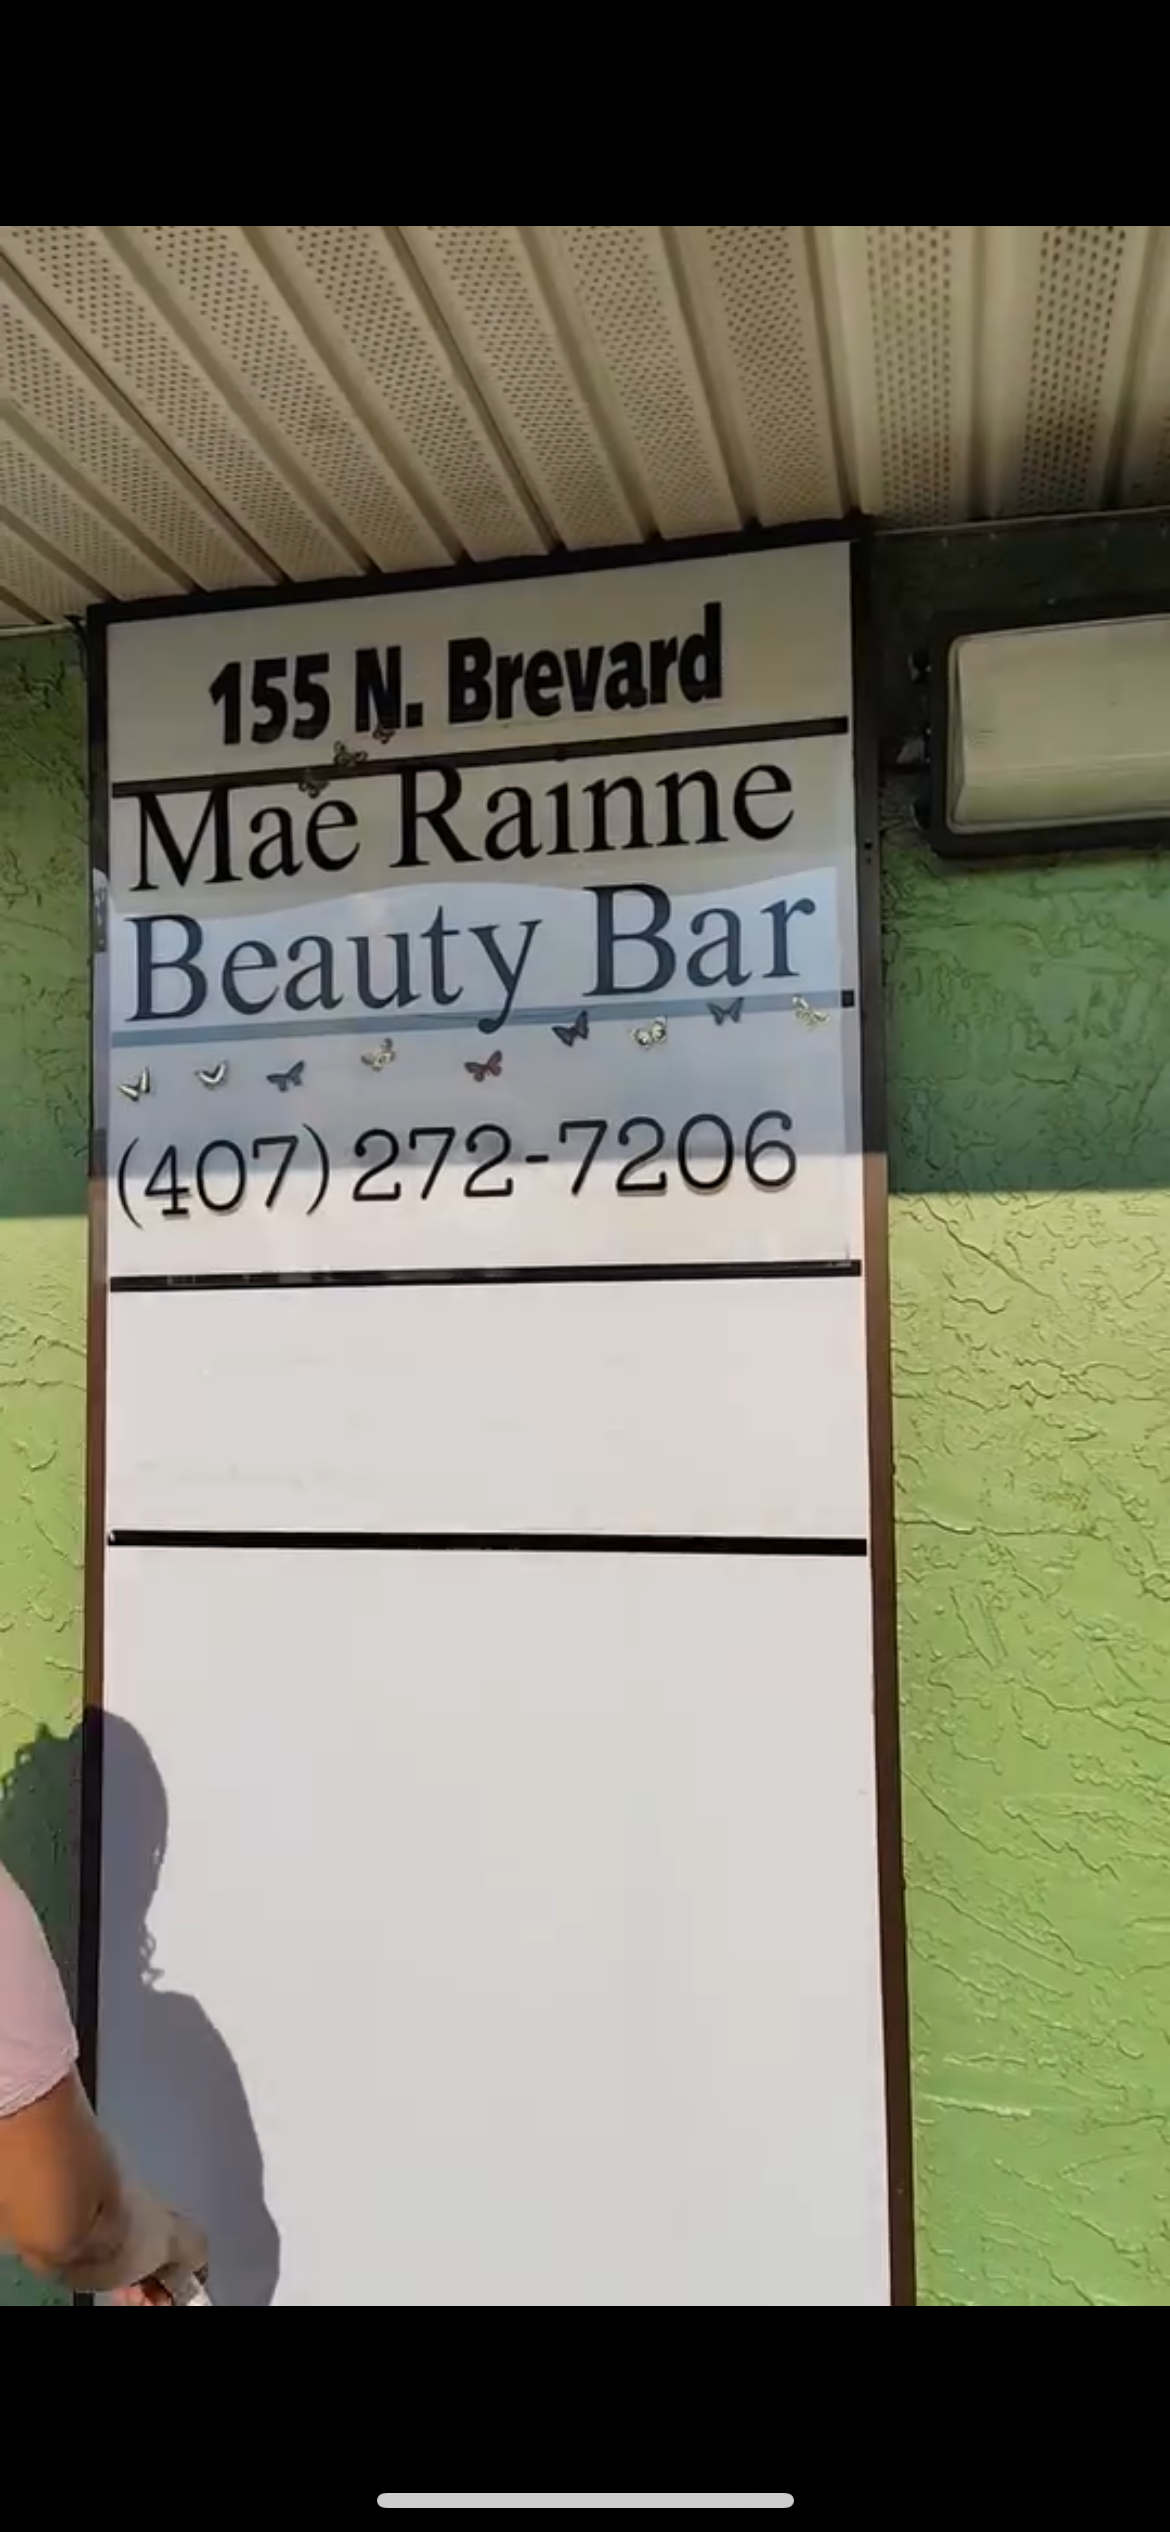 155 N. Brevard
Mae Rainne
Beauty Bar
(407) 272-7206